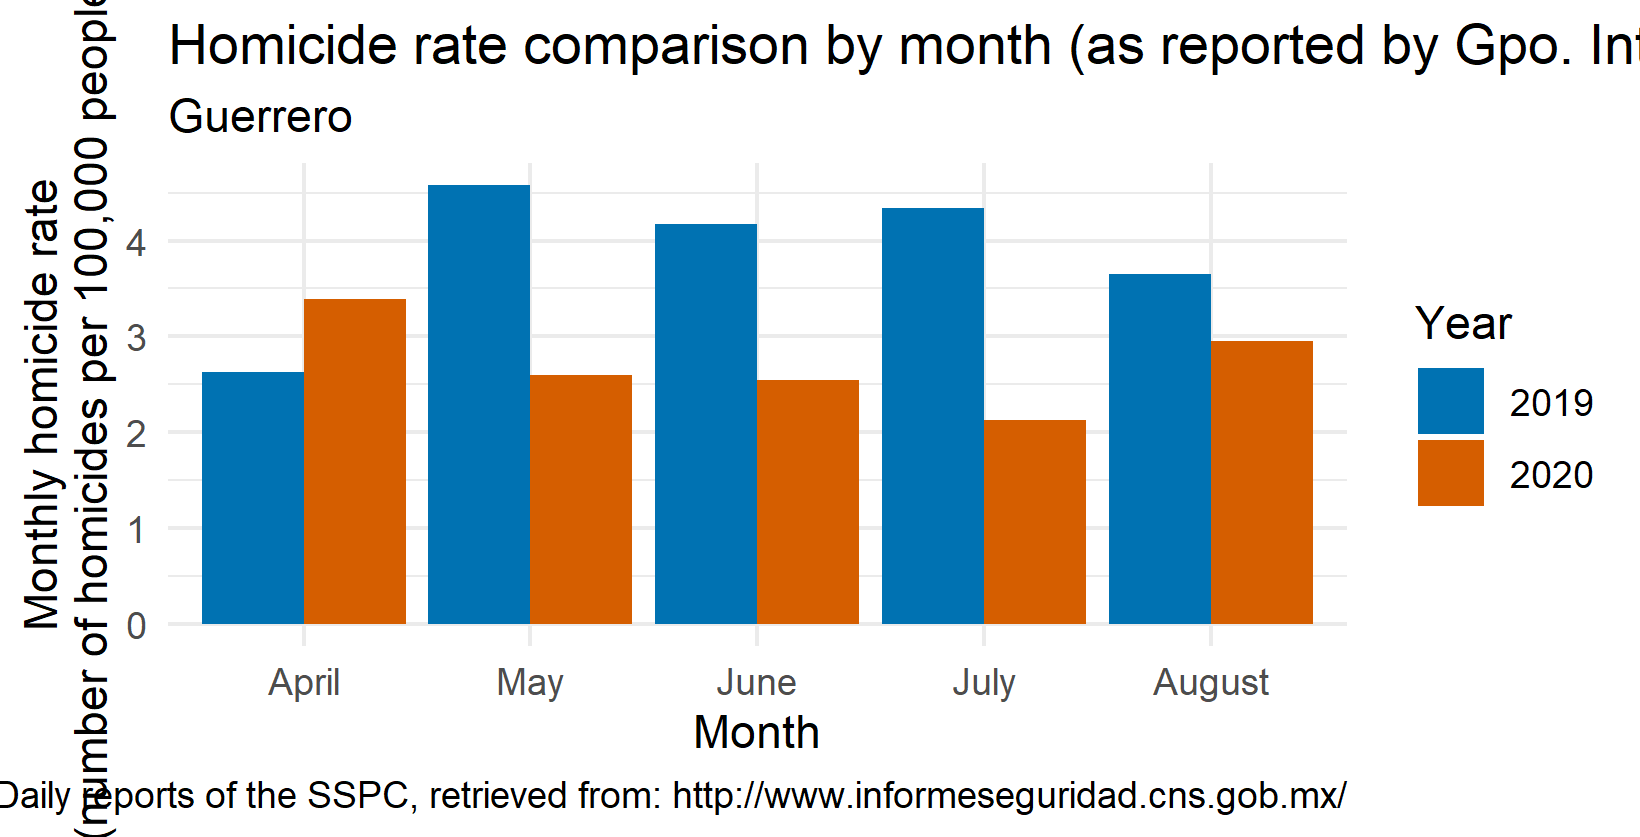 Homicide rate comparison by month (as reported by Gpo.
Guerrero
Monthly homicide rate
(number of homicides per 100,000 people
4
3
2
1
0
April May June July August
Month
Year
2019
2020
Daily reports of the SSPC, retrieved from: http://www.informeseguridad.cns.gob.mx/